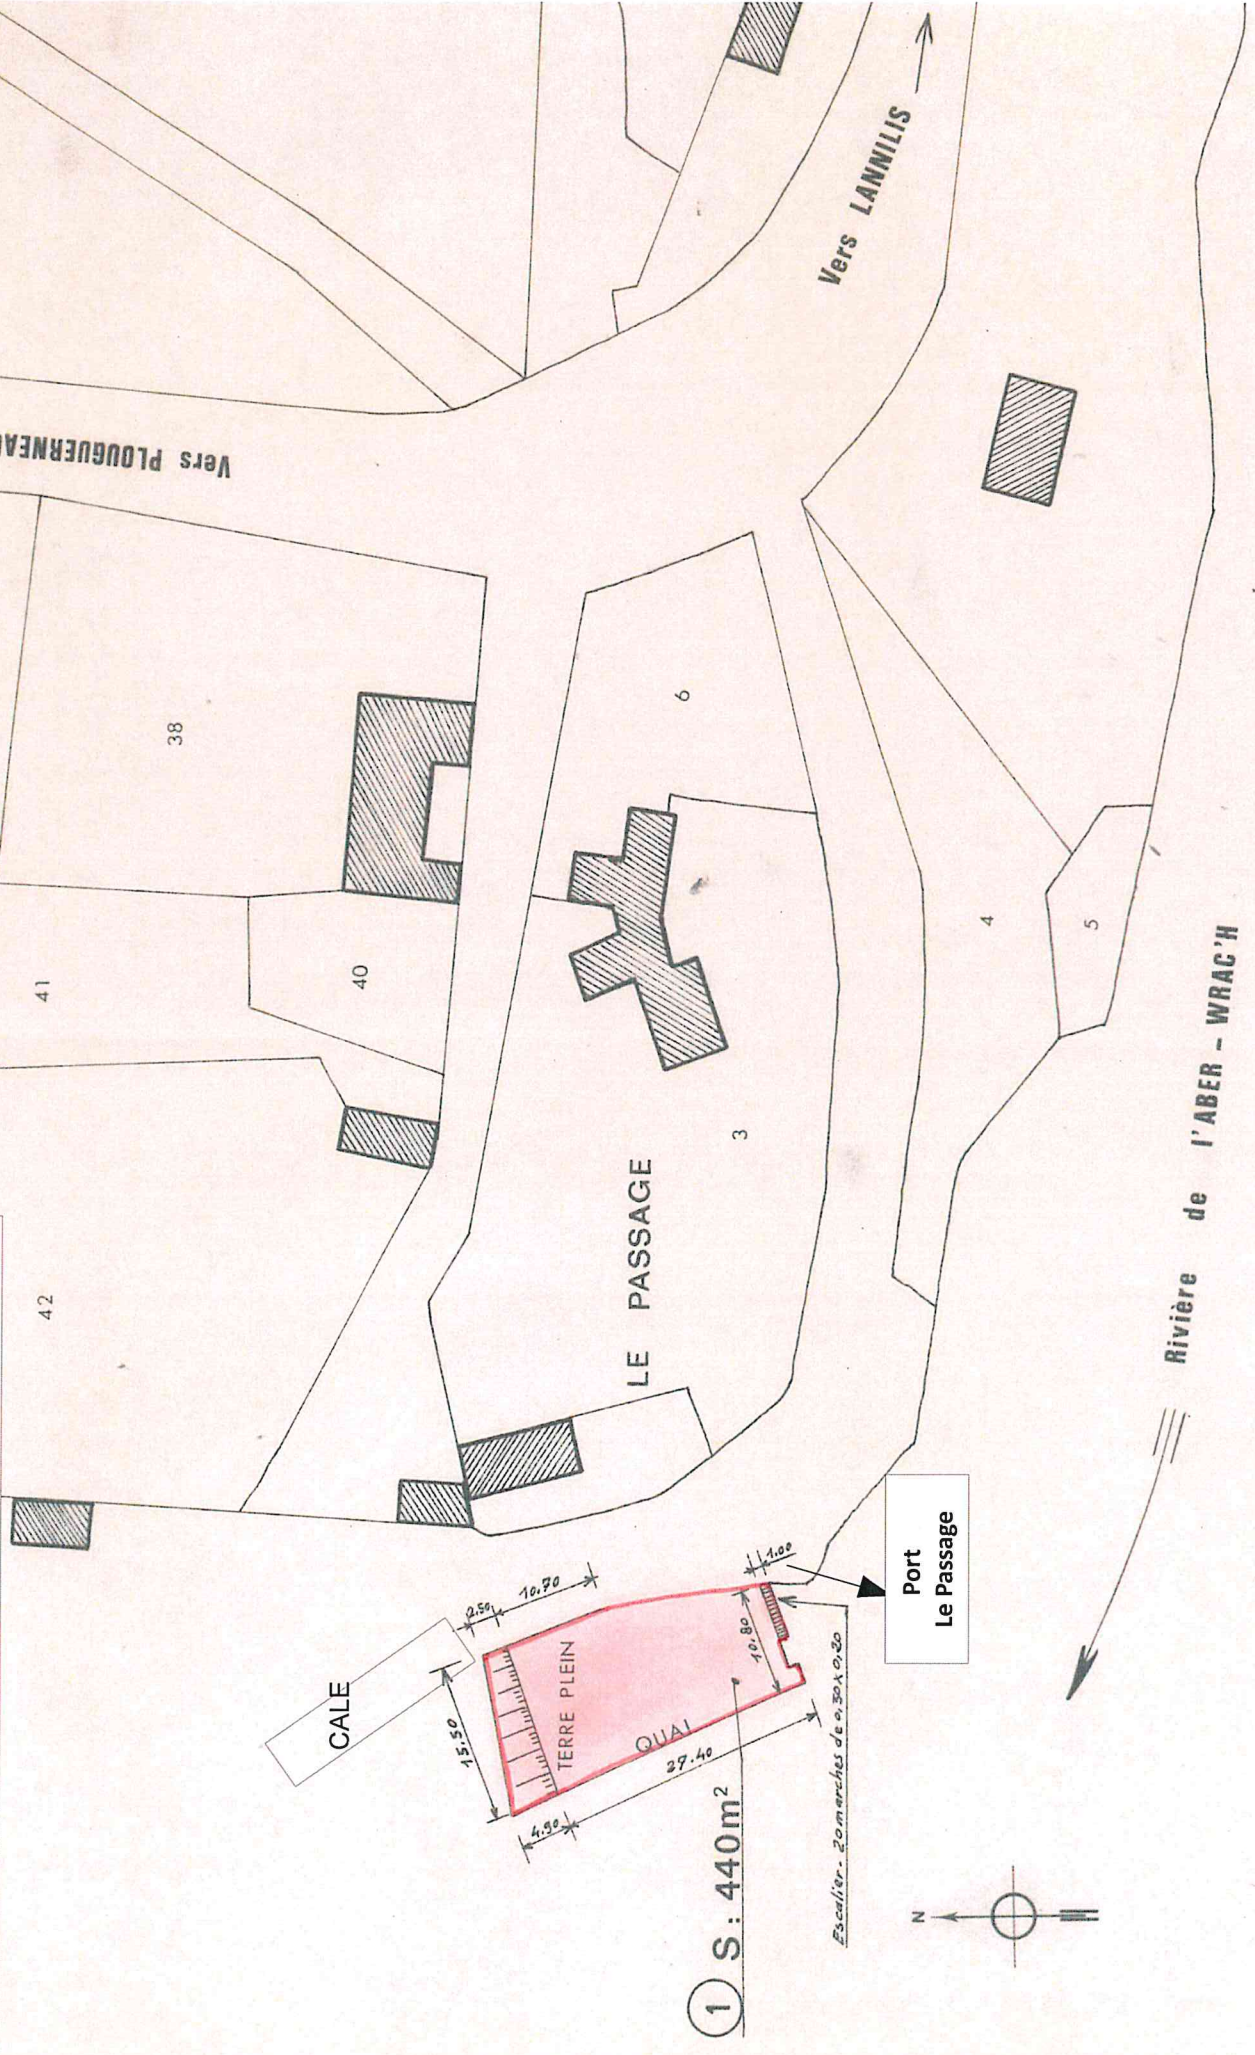 Vers PLOUGUERNEA
Vers LANNILIS
38
41
40
42
6
3
4
5
LE PASSAGE
Rivière de l'ABER - WRAC'H
CALE
2.50
10.70
15.50
TERRE PLEIN
QUAI
4.90
27.40
10.80
1.00
Port
Le Passage
Escalier. 20 marches de 0,30 x 0,20
1 S : 440m²
N